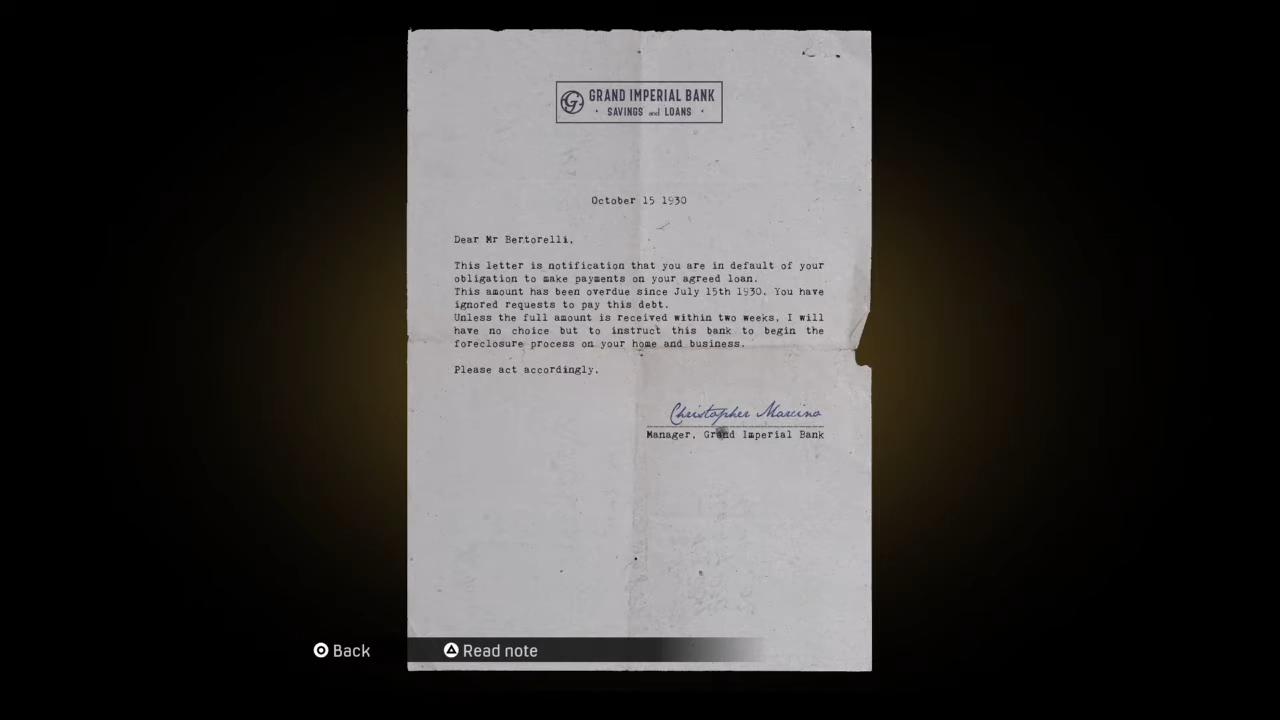 GRAND IMPERIAL BANK
· SAVINGS and LOANS ·
October 15 1930
Dear Mr Bertorelli,
This letter is notification that you are in default of your
obligation to make payments on your agreed loan.
This amount has been overdue since July 15th 1930. You have
ignored requests to pay this debt.
Unless the full amount is received within two weeks, I will
have no choice but to instruct this bank to begin the
foreclosure process on your home and business.
Please act accordingly.
Christopher Marcino
Manager, Grand Imperial Bank
Back
Read note